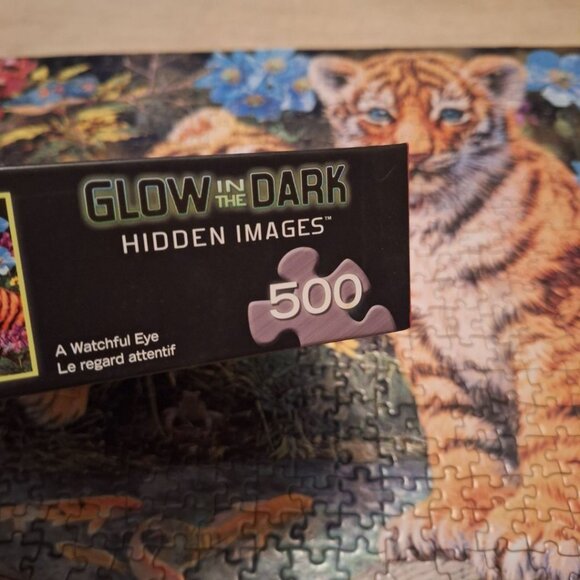 GLOW IN THE DARK
HIDDEN IMAGES™
500
A Watchful Eye
Le regard attentif